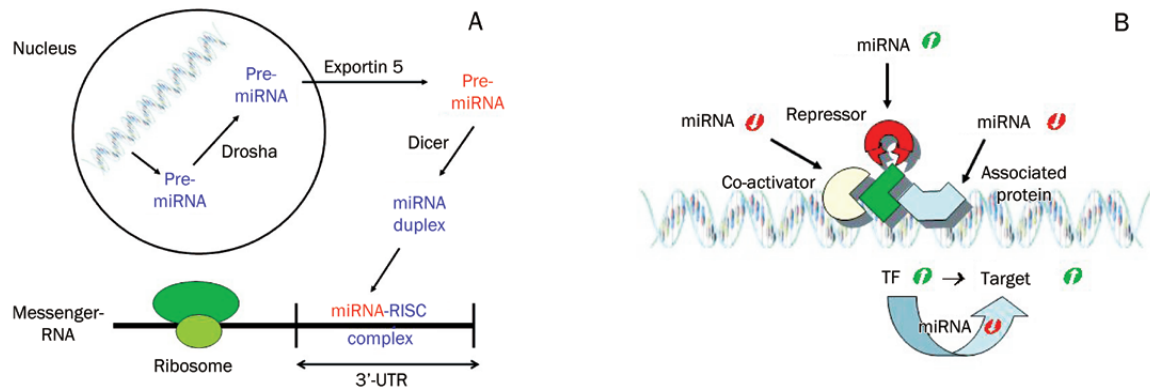 A
Nucleus
Pre-
miRNA
Drosha
Pre-
miRNA
Exportin 5
Pre-
miRNA
Dicer
miRNA
duplex
Messenger-
RNA
Ribosome
miRNA-RISC
complex
3’-UTR
B
miRNA
miRNA
Repressor
miRNA
Co-activator
Associated
protein
TF
Target
miRNA